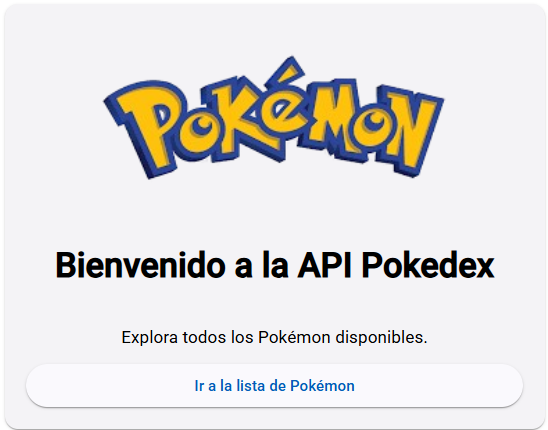 POKéMON
Bienvenido a la API Pokedex
Explora todos los Pokémon disponibles.
Ir a la lista de Pokémon